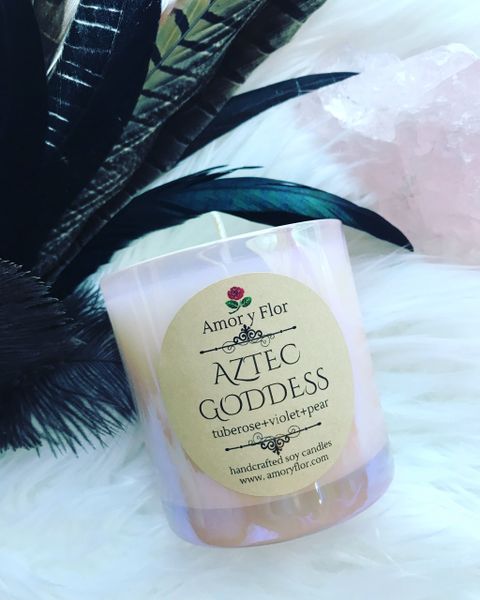 Amor y Flor
AZTEC
GODDESS
tuberose+violet+pear
handcrafted soy candles
www.amoryflor.com